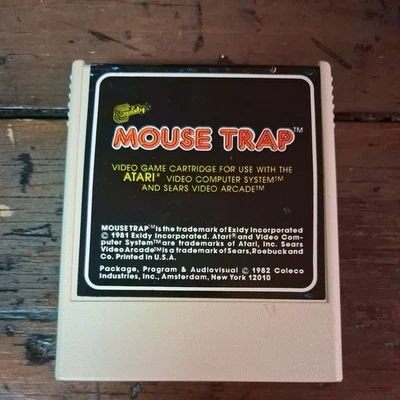 Exidy
MOUSE TRAP™
VIDEO GAME CARTRIDGE FOR USE WITH THE
ATARI® VIDEO COMPUTER SYSTEM™
AND SEARS VIDEO ARCADE™
MOUSETRAP™is the trademark of Exidy Incorporated
© 1981 Exidy Incorporated. Atari® and Video Com-
puter System™ are trademarks of Atari, Inc. Sears
Video Arcade™ is a trademark of Sears, Roebuck and
Co. Printed in U.S.A.
Package, Program & Audiovisual © 1982 Coleco
Industries, Inc., Amsterdam, New York 12010